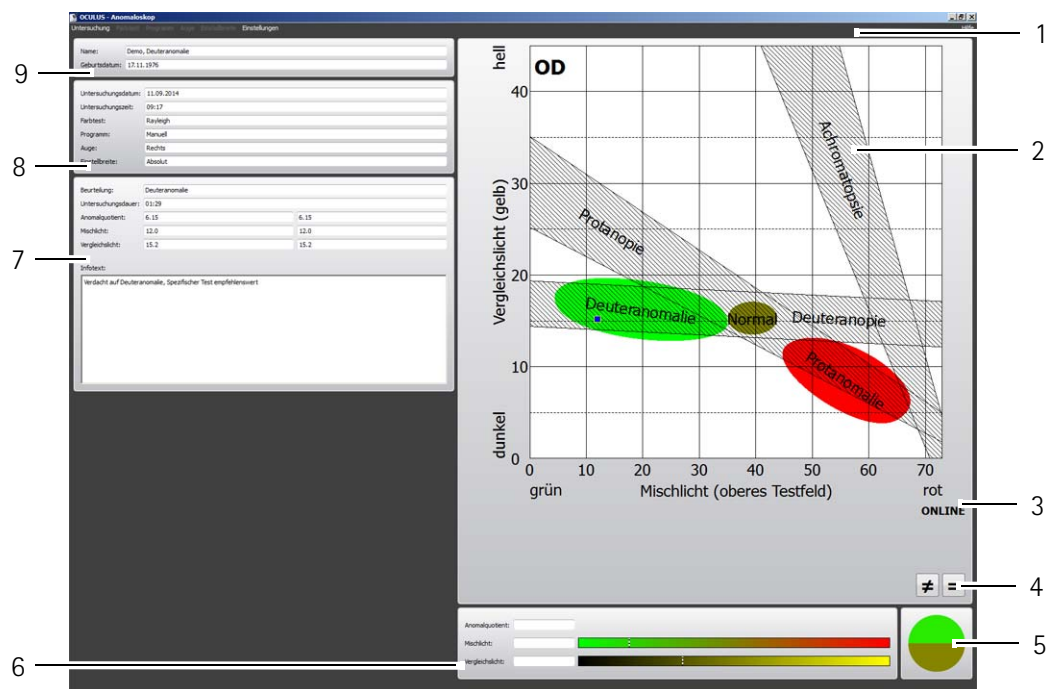 OCULUS - Anomaloskop
Untersuchung Patient Programm Auge Einstellbreite Einstellungen Hilfe
1
Name: Demo, Deuteranomalie
Geburtsdatum: 17.11.1976
9
Untersuchungsdatum: 11.09.2014
Untersuchungszeit: 09:17
Farbtest: Rayleigh
Programm: Manuell
Auge: Rechts
Einstellbreite: Absolut
8
Beurteilung: Deuteranomalie
Untersuchungsdauer: 01:29
Anomalquotient: 6.15 6.15
Mischlicht: 12.0 12.0
Vergleichslicht: 15.2 15.2
7
Infotext:
Verdacht auf Deuteranomalie, Spezifischer Test empfehlenswert
OD
hell
Vergleichslicht (gelb)
dunkel
40
30
20
10
0
Achromatopsie
2
Protanopie
Deuteranomalie
Normal
Deuteranopie
Protanomalie
0 10 20 30 40 50 60 70
grün Mischlicht (oberes Testfeld) rot
ONLINE
3
≠ =
4
Anomalquotient:
Mischlicht:
Vergleichslicht:
5
6